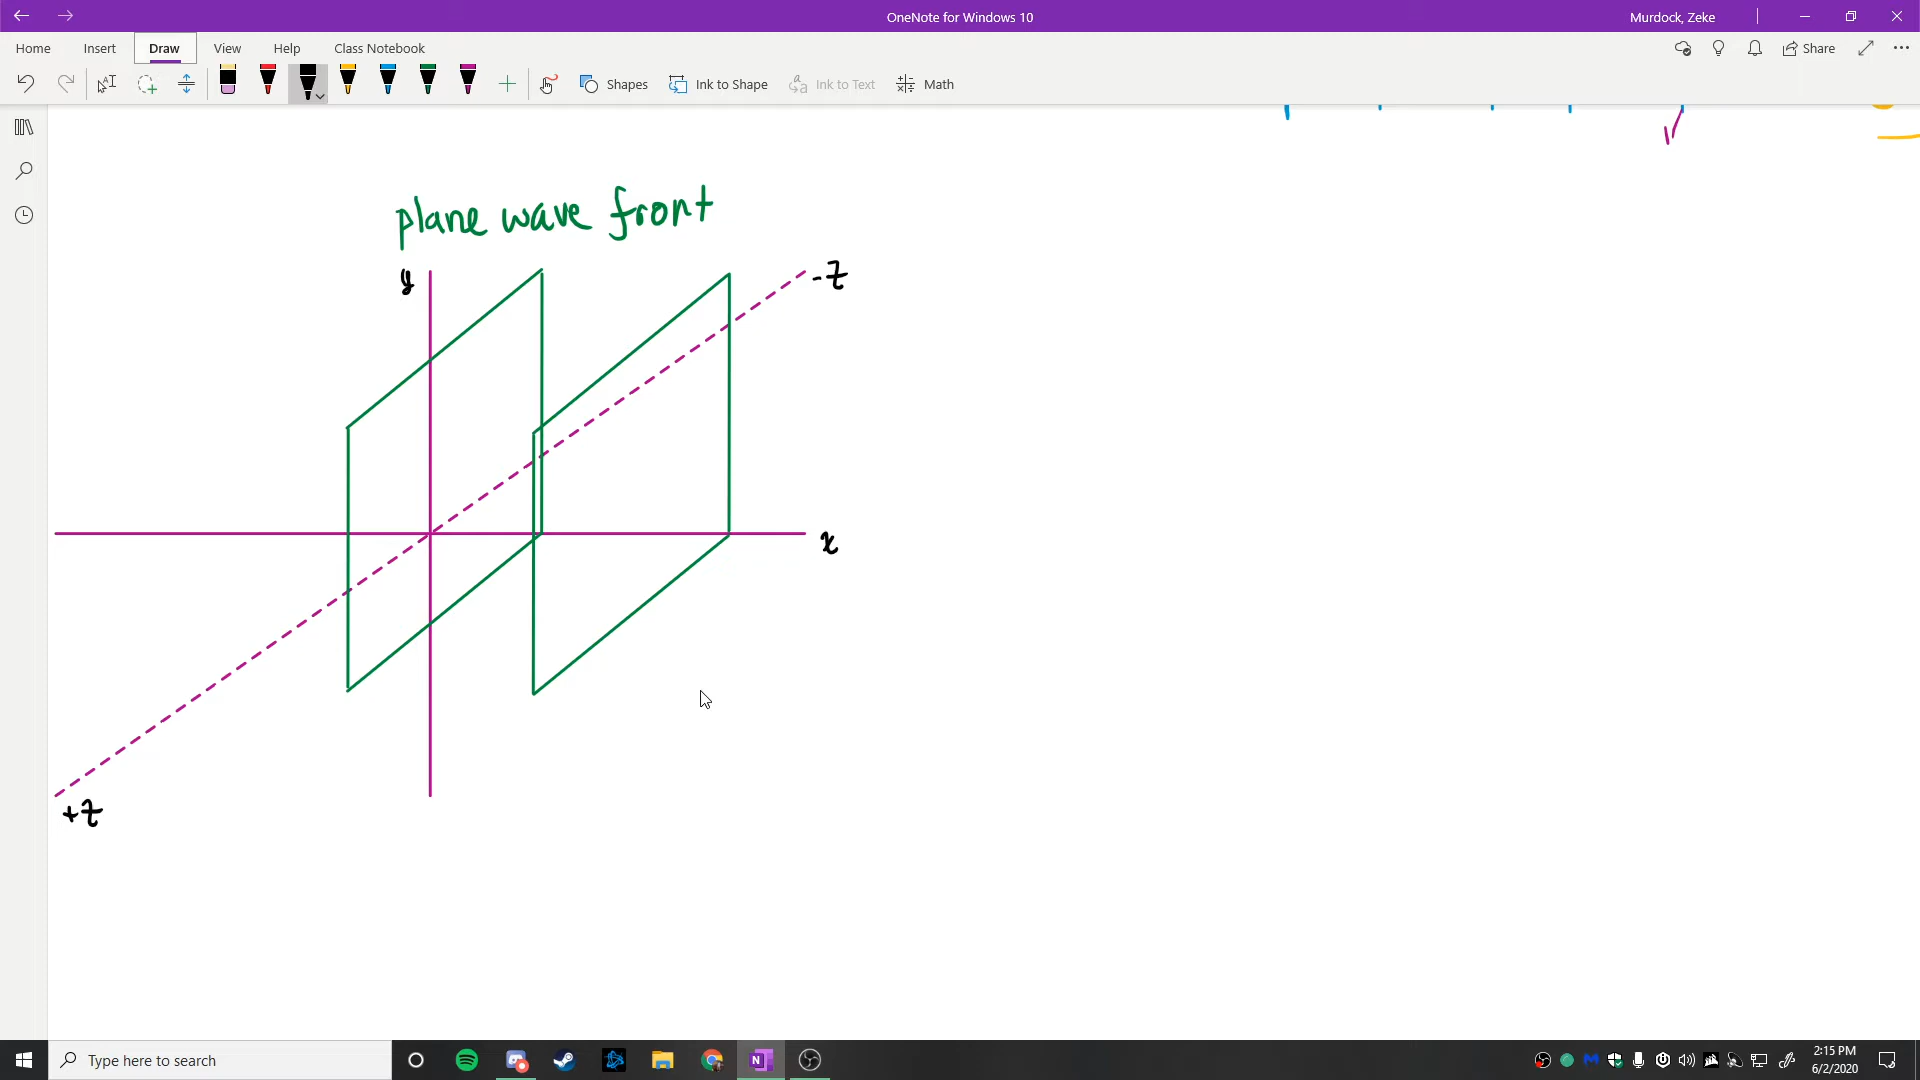 OneNote for Windows 10
Murdock, Zeke
Home Insert Draw View Help Class Notebook
Share
Shapes Ink to Shape Ink to Text Math
plane wave front
y
-z
x
+z
Type here to search
2:15 PM
6/2/2020